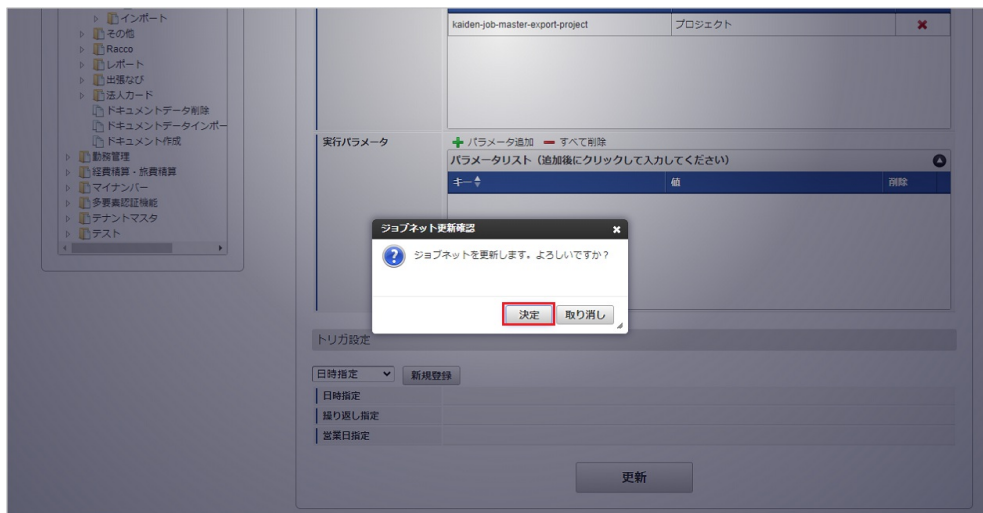 インポート
その他
Racco
レポート
出張なび
法人カード
ドキュメントデータ削除
ドキュメントデータインポー
ドキュメント作成
勤務管理
経費精算・旅費精算
マイナンバー
多要素認証機能
テナントマスタ
テスト
kaiden-job-master-export-project プロジェクト
実行パラメータ
パラメータ追加 すべて削除
パラメータリスト（追加後にクリックして入力してください）
キー 値 削除
ジョブネット更新確認
ジョブネットを更新します。よろしいですか？
決定 取り消し
トリガ設定
日時指定 新規登録
日時指定
繰り返し指定
営業日指定
更新